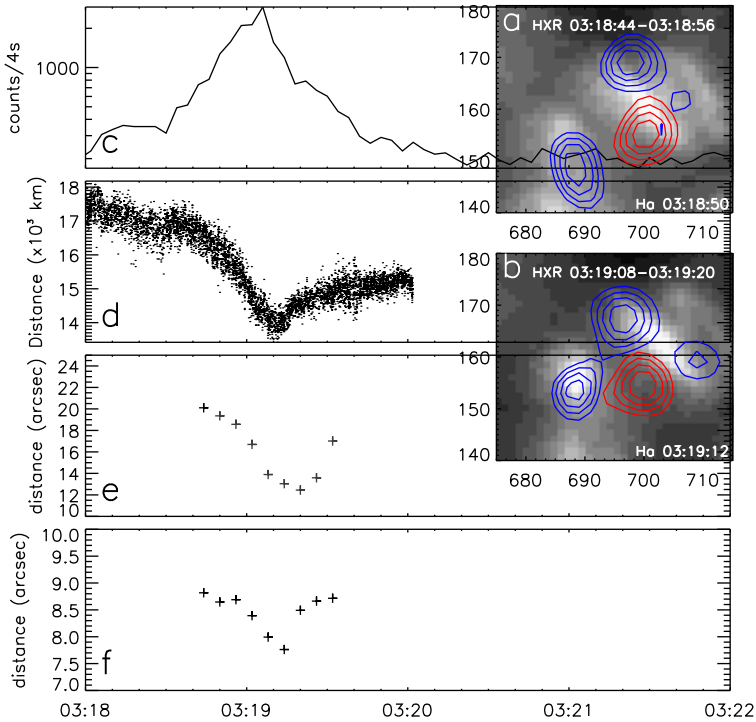 counts/4s
1000
c
a
HXR 03:18:44-03:18:56
170
160
150
140
Hα 03:18:50
680 690 700 710
Distance (x10³ km)
18
17
16
15
14
d
b
HXR 03:19:08-03:19:20
170
160
150
140
Hα 03:19:12
680 690 700 710
distance (arcsec)
24
22
20
18
16
14
12
10
e
distance (arcsec)
10.0
9.5
9.0
8.5
8.0
7.5
7.0
f
03:18 03:19 03:20 03:21 03:22